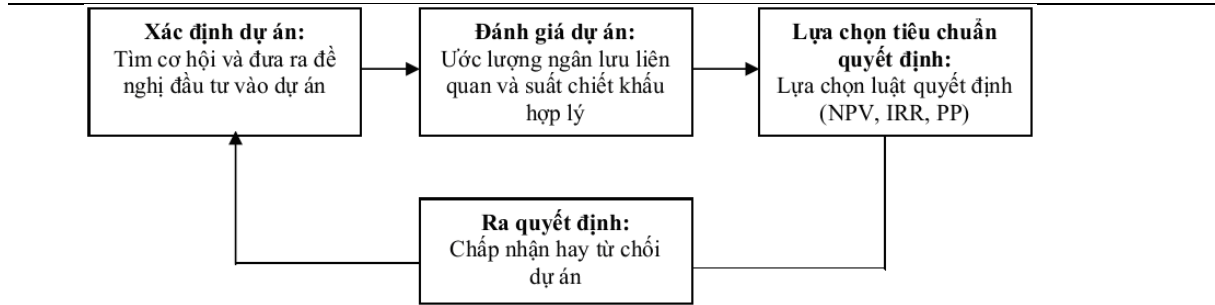 Xác định dự án:
Tìm cơ hội và đưa ra đề
nghị đầu tư vào dự án
Đánh giá dự án:
Ước lượng ngân lưu liên
quan và suất chiết khấu
hợp lý
Lựa chọn tiêu chuẩn
quyết định:
Lựa chọn luật quyết định
(NPV, IRR, PP)
Ra quyết định:
Chấp nhận hay từ chối
dự án